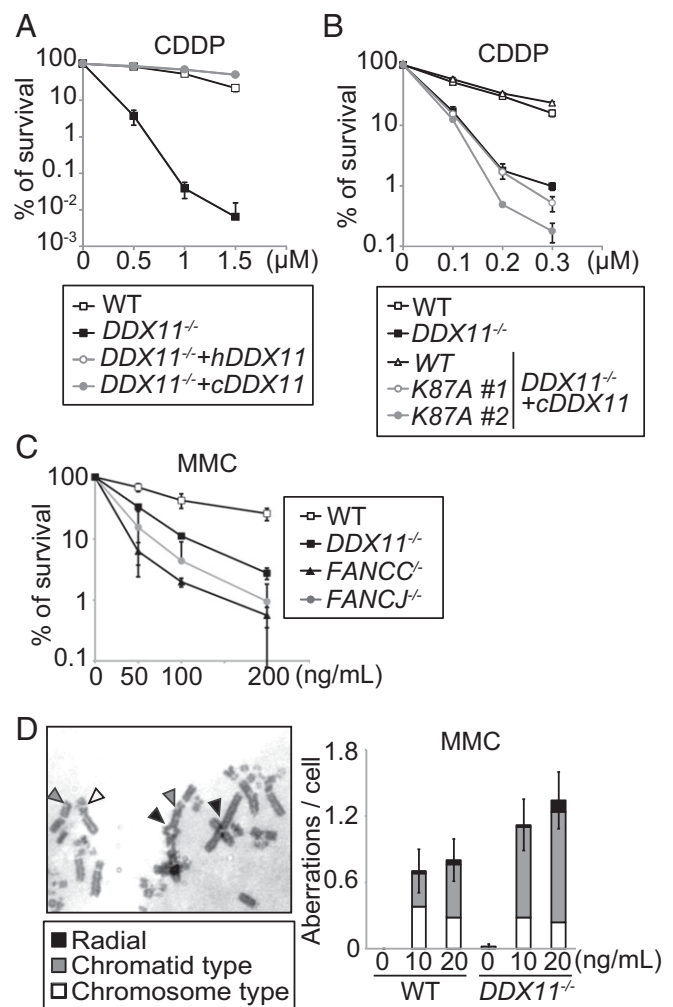 A
CDDP
% of survival
100
10
1
0.1
10-2
10-3
0 0.5 1 1.5 (μM)
WT
DDX11-/-
DDX11-/-+hDDX11
DDX11-/-+cDDX11
B
CDDP
% of survival
100
10
1
0.1
0 0.1 0.2 0.3 (μM)
WT
DDX11-/-
WT
K87A #1
K87A #2
DDX11-/-
+cDDX11
C
MMC
% of survival
100
10
1
0.1
0 50 100 200 (ng/mL)
WT
DDX11-/-
FANCC/-
FANCJ-/-
D
Radial
Chromatid type
Chromosome type
MMC
Aberrations / cell
1.8
1.2
0.6
0
0 10 20 0 10 20 (ng/mL)
WT DDX11-/-